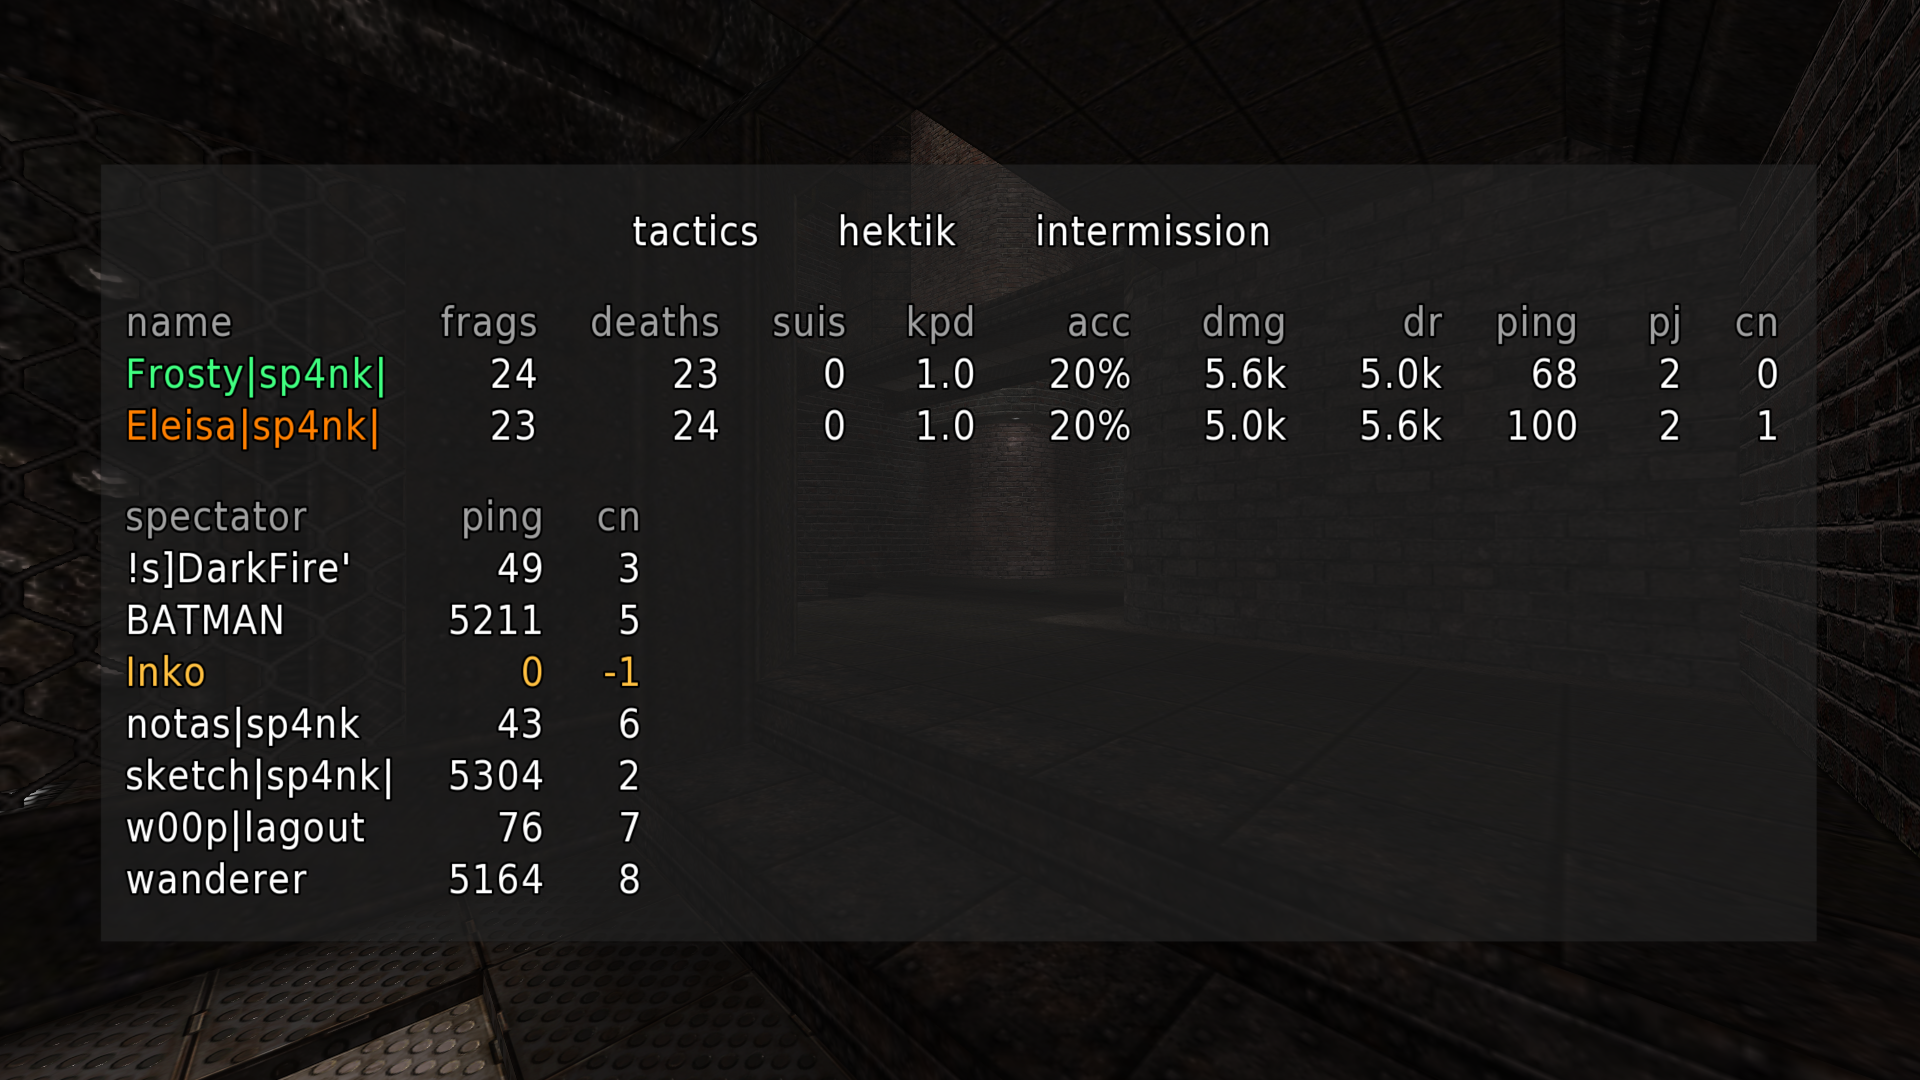 tactics hektik intermission
name frags deaths suis kpd acc dmg dr ping pj cn
Frosty|sp4nk| 24 23 0 1.0 20% 5.6k 5.0k 68 2 0
Eleisa|sp4nk| 23 24 0 1.0 20% 5.0k 5.6k 100 2 1
spectator ping cn
!s]DarkFire' 49 3
BATMAN 5211 5
Inko 0 -1
notas|sp4nk 43 6
sketch|sp4nk| 5304 2
w00p|lagout 76 7
wanderer 5164 8